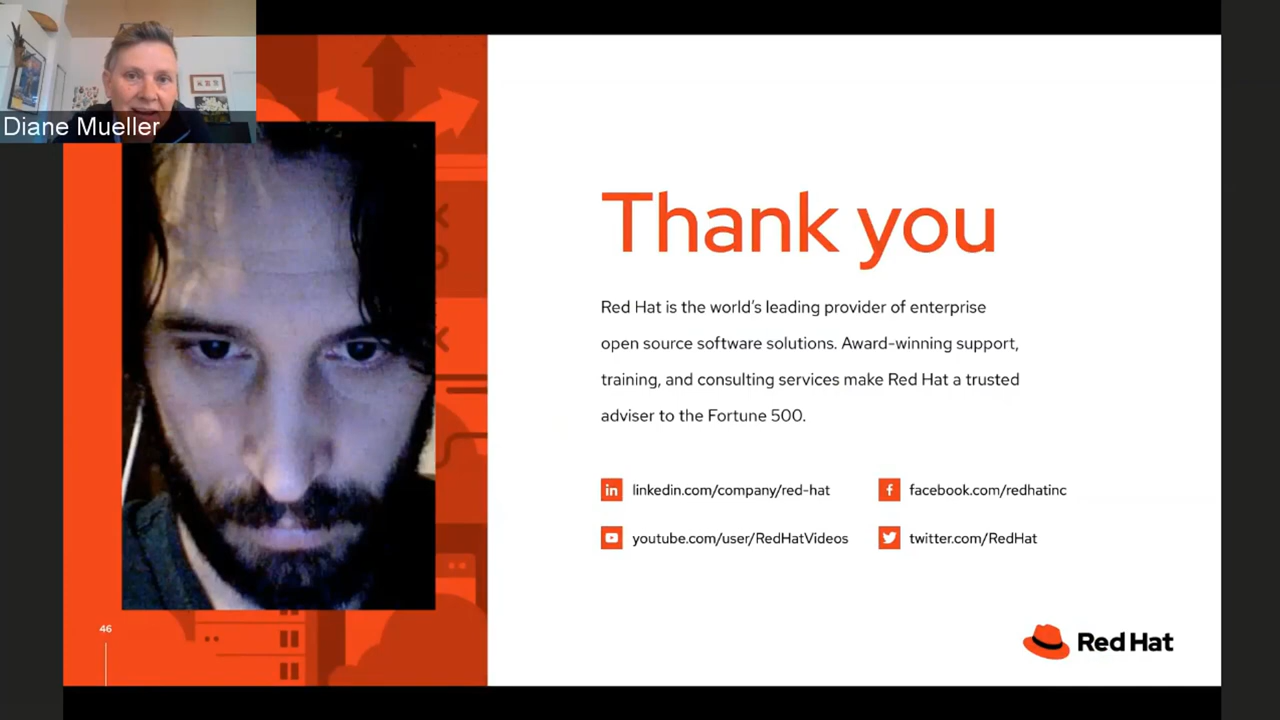 Diane Mueller
Thank you
Red Hat is the world’s leading provider of enterprise
open source software solutions. Award-winning support,
training, and consulting services make Red Hat a trusted
adviser to the Fortune 500.
in linkedin.com/company/red-hat
f facebook.com/redhatinc
youtube.com/user/RedHatVideos
twitter.com/RedHat
46
Red Hat